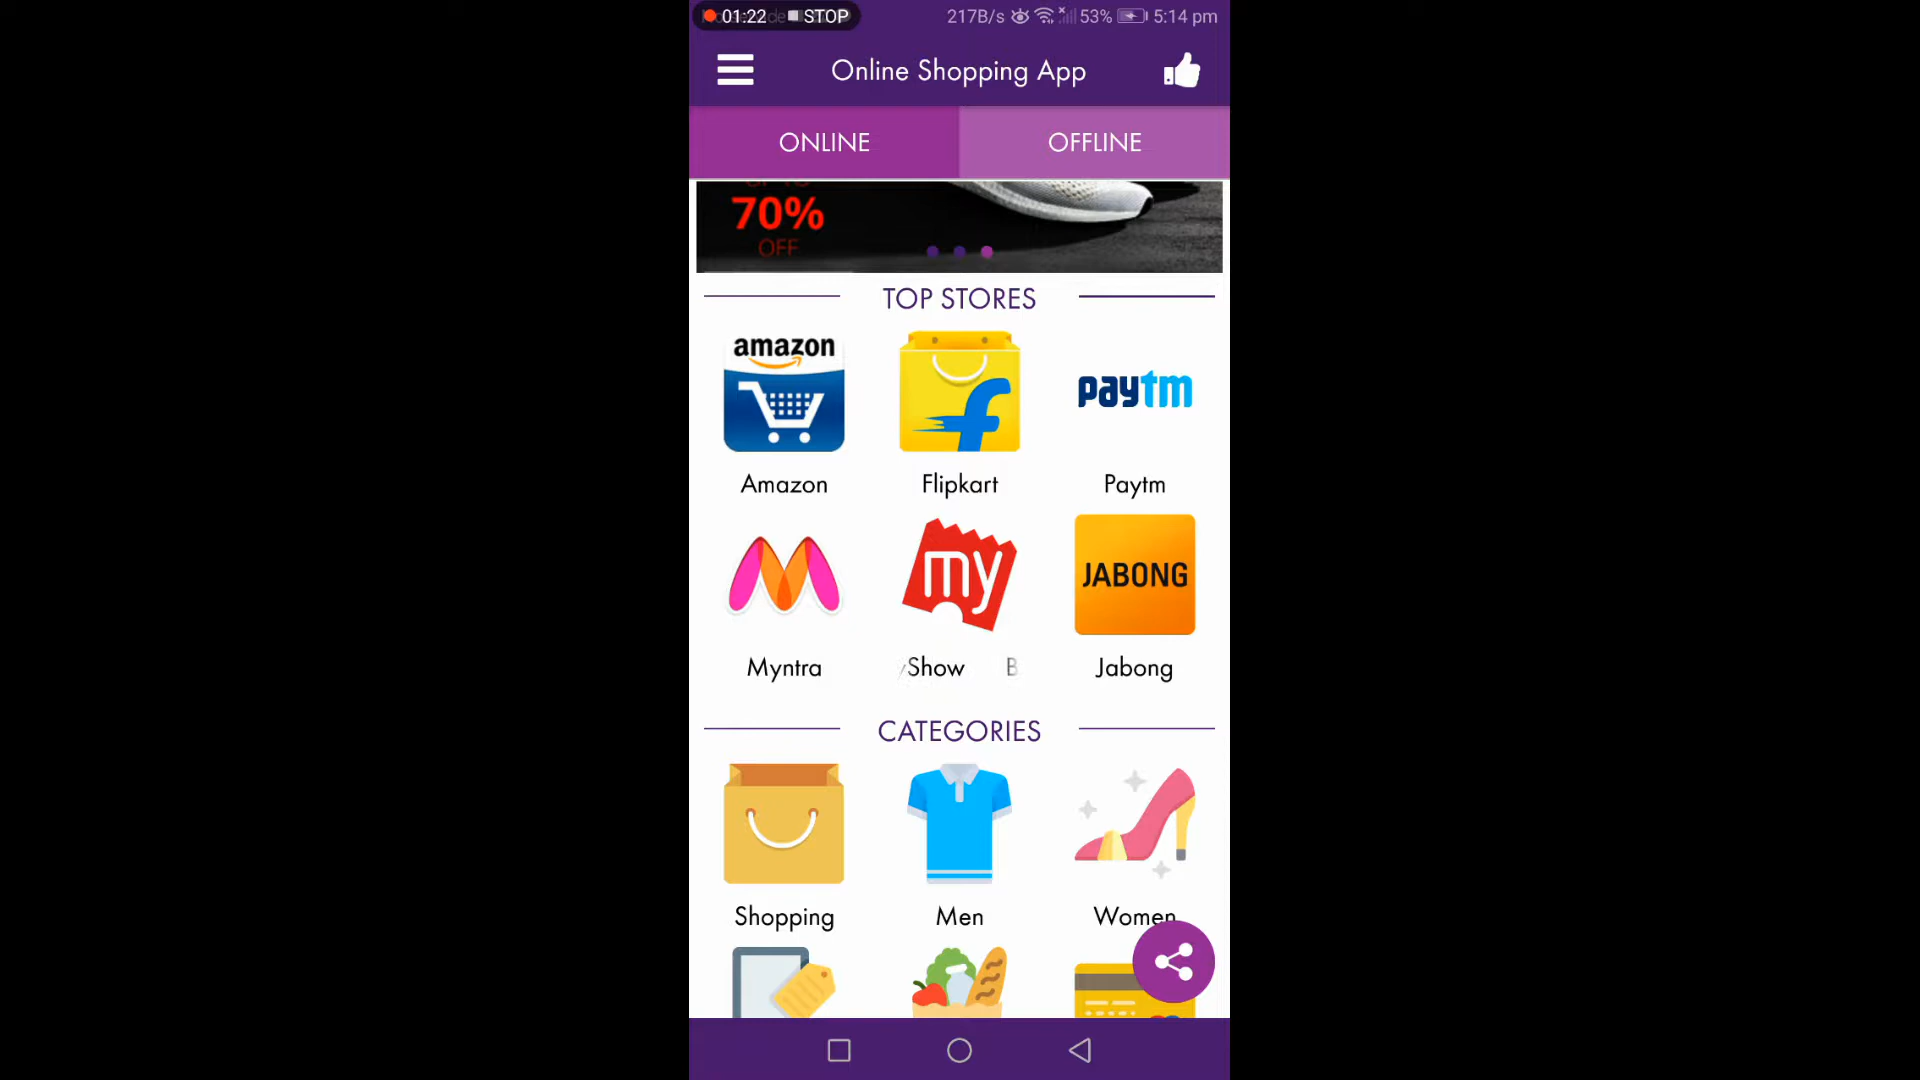 01:22 STOP 217B/s 53% 5:14 pm
Online Shopping App
ONLINE OFFLINE
70%
OFF
TOP STORES
amazon paytm
Amazon Flipkart Paytm
my JABONG
Myntra Show Jabong
CATEGORIES
Shopping Men Women